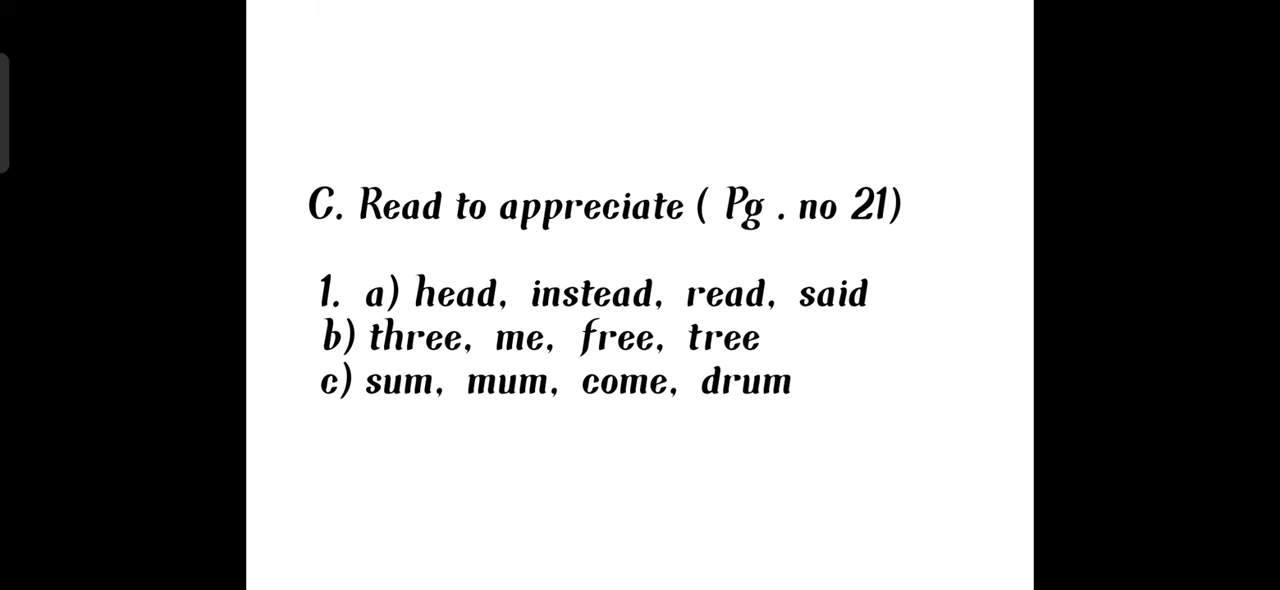 C. Read to appreciate ( Pg . no 21)
1. a) head, instead, read, said
b) three, me, free, tree
c) sum, mum, come, drum